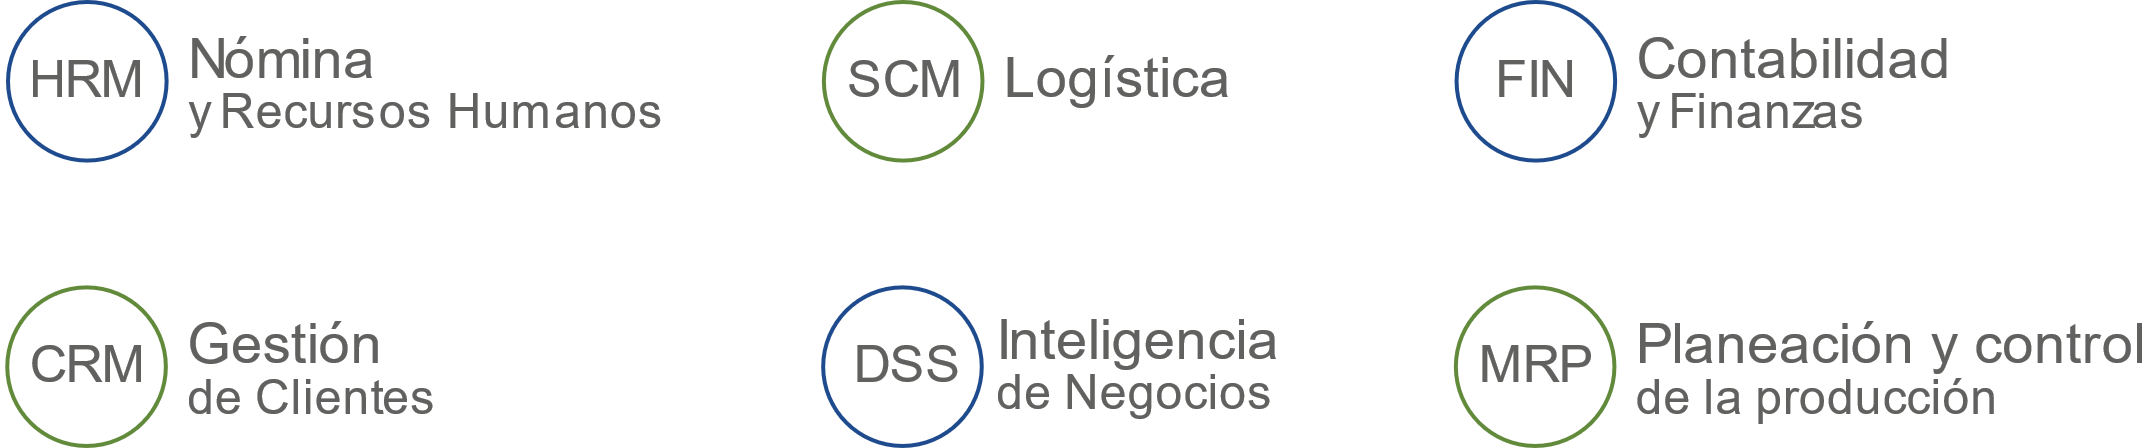 HRM
Nómina
y Recursos Humanos
SCM
Logística
FIN
Contabilidad
y Finanzas
CRM
Gestión
de Clientes
DSS
Inteligencia
de Negocios
MRP
Planeación y control
de la producción